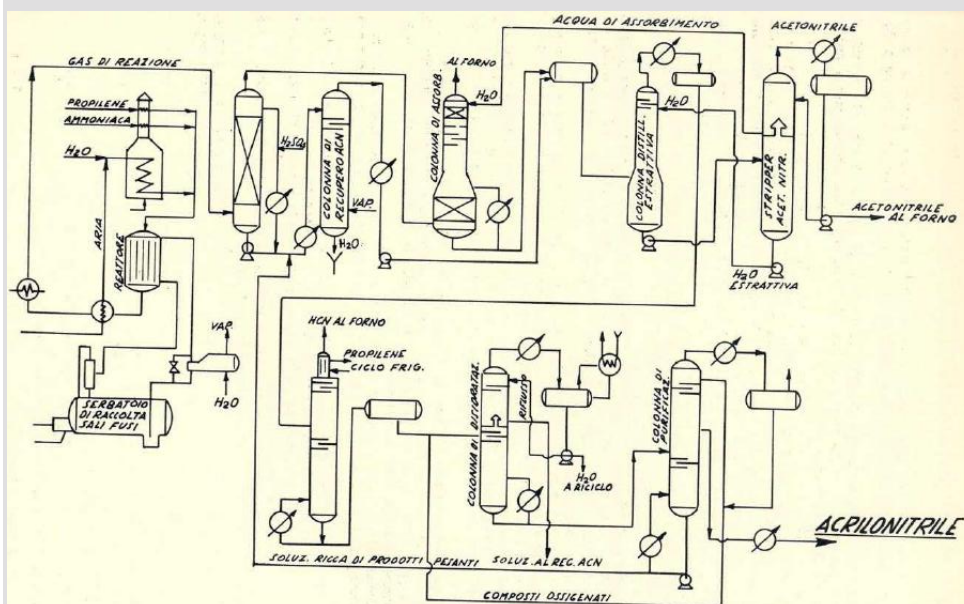 ACQUA DI ASSORBIMENTO
ACETONITRILE
GAS DI REAZIONE
AL FORNO
PROPILENE
AMMONIACA
H₂O
ARIA
REATTORE
H₂SO₄
COLONNA DI
RECUPERO ACN
VAP.
H₂O
COLONNA DI ASSORB.
H₂O
COLONNA DISTILL.
ESTRATTIVA
H₂O
STRIPPER
ACET. NITR.
ACETONITRILE
AL FORNO
H₂O
ESTRATTIVA
VAP.
H₂O
SERBATOIO
DI RACCOLTA
SALI FUSI
HCN AL FORNO
PROPILENE
CICLO FRIG.
COLONNA DI DISIDRATAZ.
RIFLUSSO
H₂O
A RICICLO
COLONNA DI
PURIFICAZ.
ACRILONITRILE
SOLUZ. RICCA DI PRODOTTI PESANTI
SOLUZ. AL REC. ACN
COMPOSTI OSSIGENATI